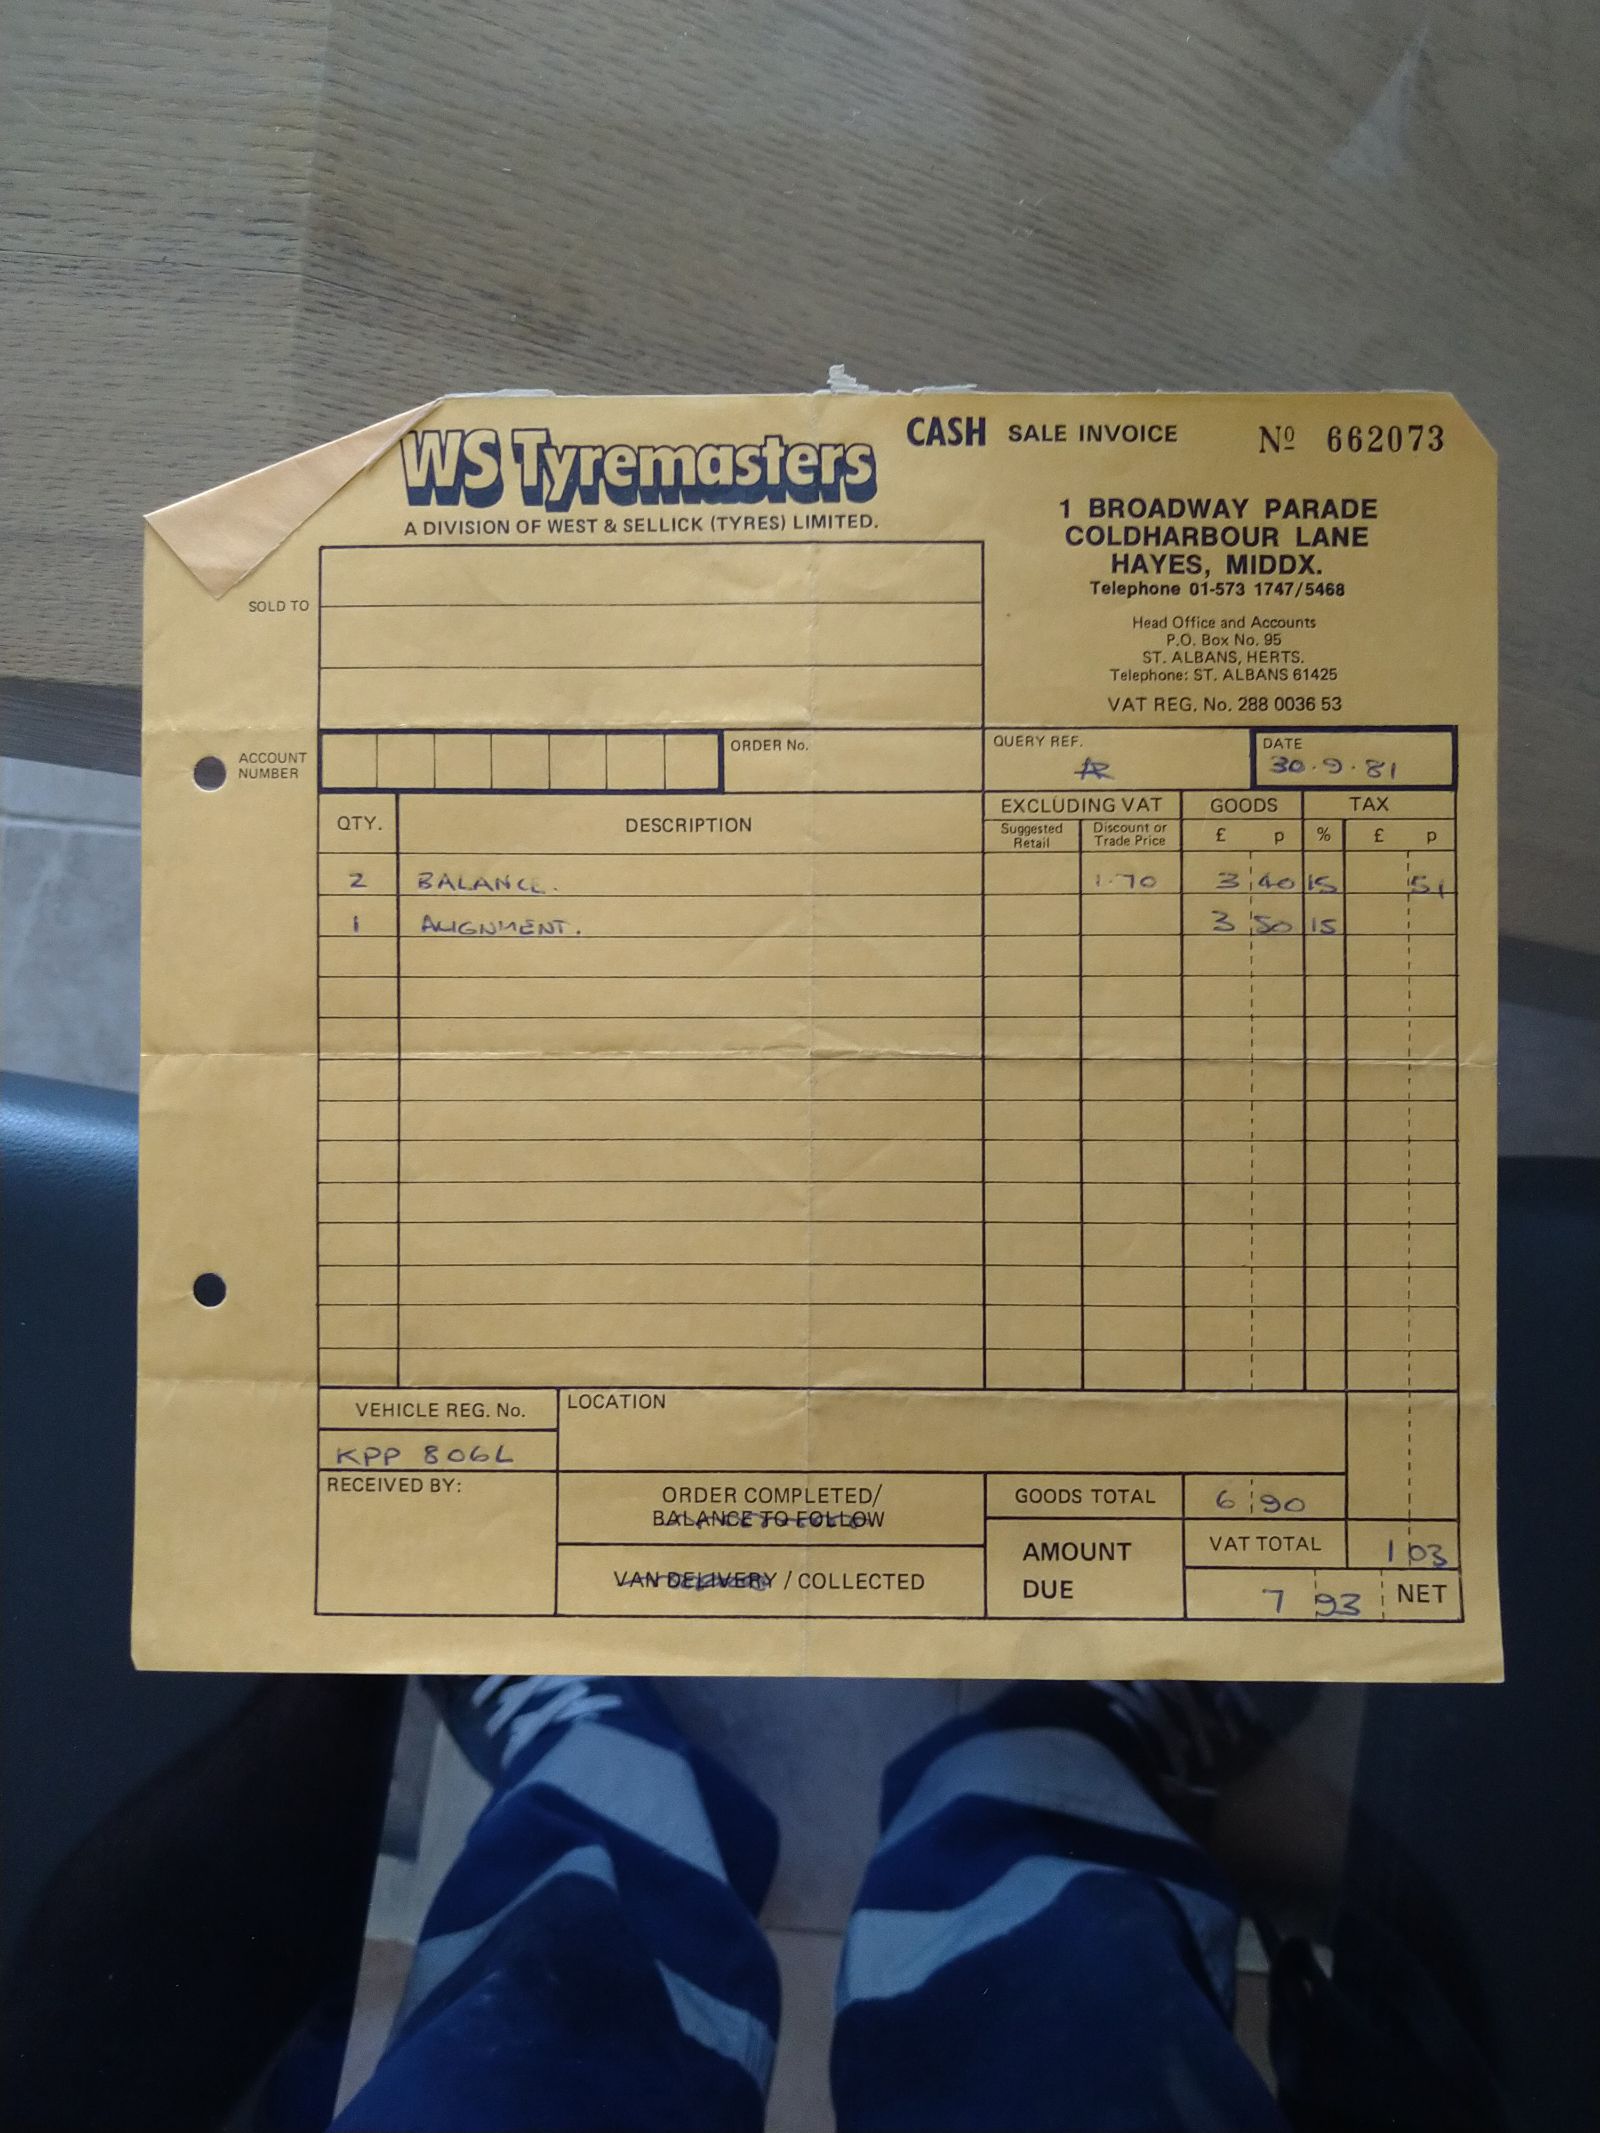 WS Tyremasters
A DIVISION OF WEST & SELLICK (TYRES) LIMITED.
CASH SALE INVOICE Nº 662073
1 BROADWAY PARADE
COLDHARBOUR LANE
HAYES, MIDDX.
Telephone 01-573 1747/5468
Head Office and Accounts
P.O. Box No. 95
ST. ALBANS, HERTS.
Telephone: ST. ALBANS 61425
VAT REG. No. 288 0036 53
SOLD TO
ACCOUNT
NUMBER
ORDER No.
QUERY REF.
AR
DATE
30.9.81
QTY. DESCRIPTION EXCLUDING VAT GOODS TAX
Suggested Retail Discount or Trade Price £ p % £ p
2 BALANCE. 1.70 3 40 15 51
1 ALIGNMENT. 3 50 15
VEHICLE REG. No.
KPP 806L
LOCATION
RECEIVED BY:
ORDER COMPLETED/
BALANCE TO FOLLOW
VAN DELIVERY / COLLECTED
GOODS TOTAL 6 90
VAT TOTAL 1 03
AMOUNT
DUE
7 93 NET